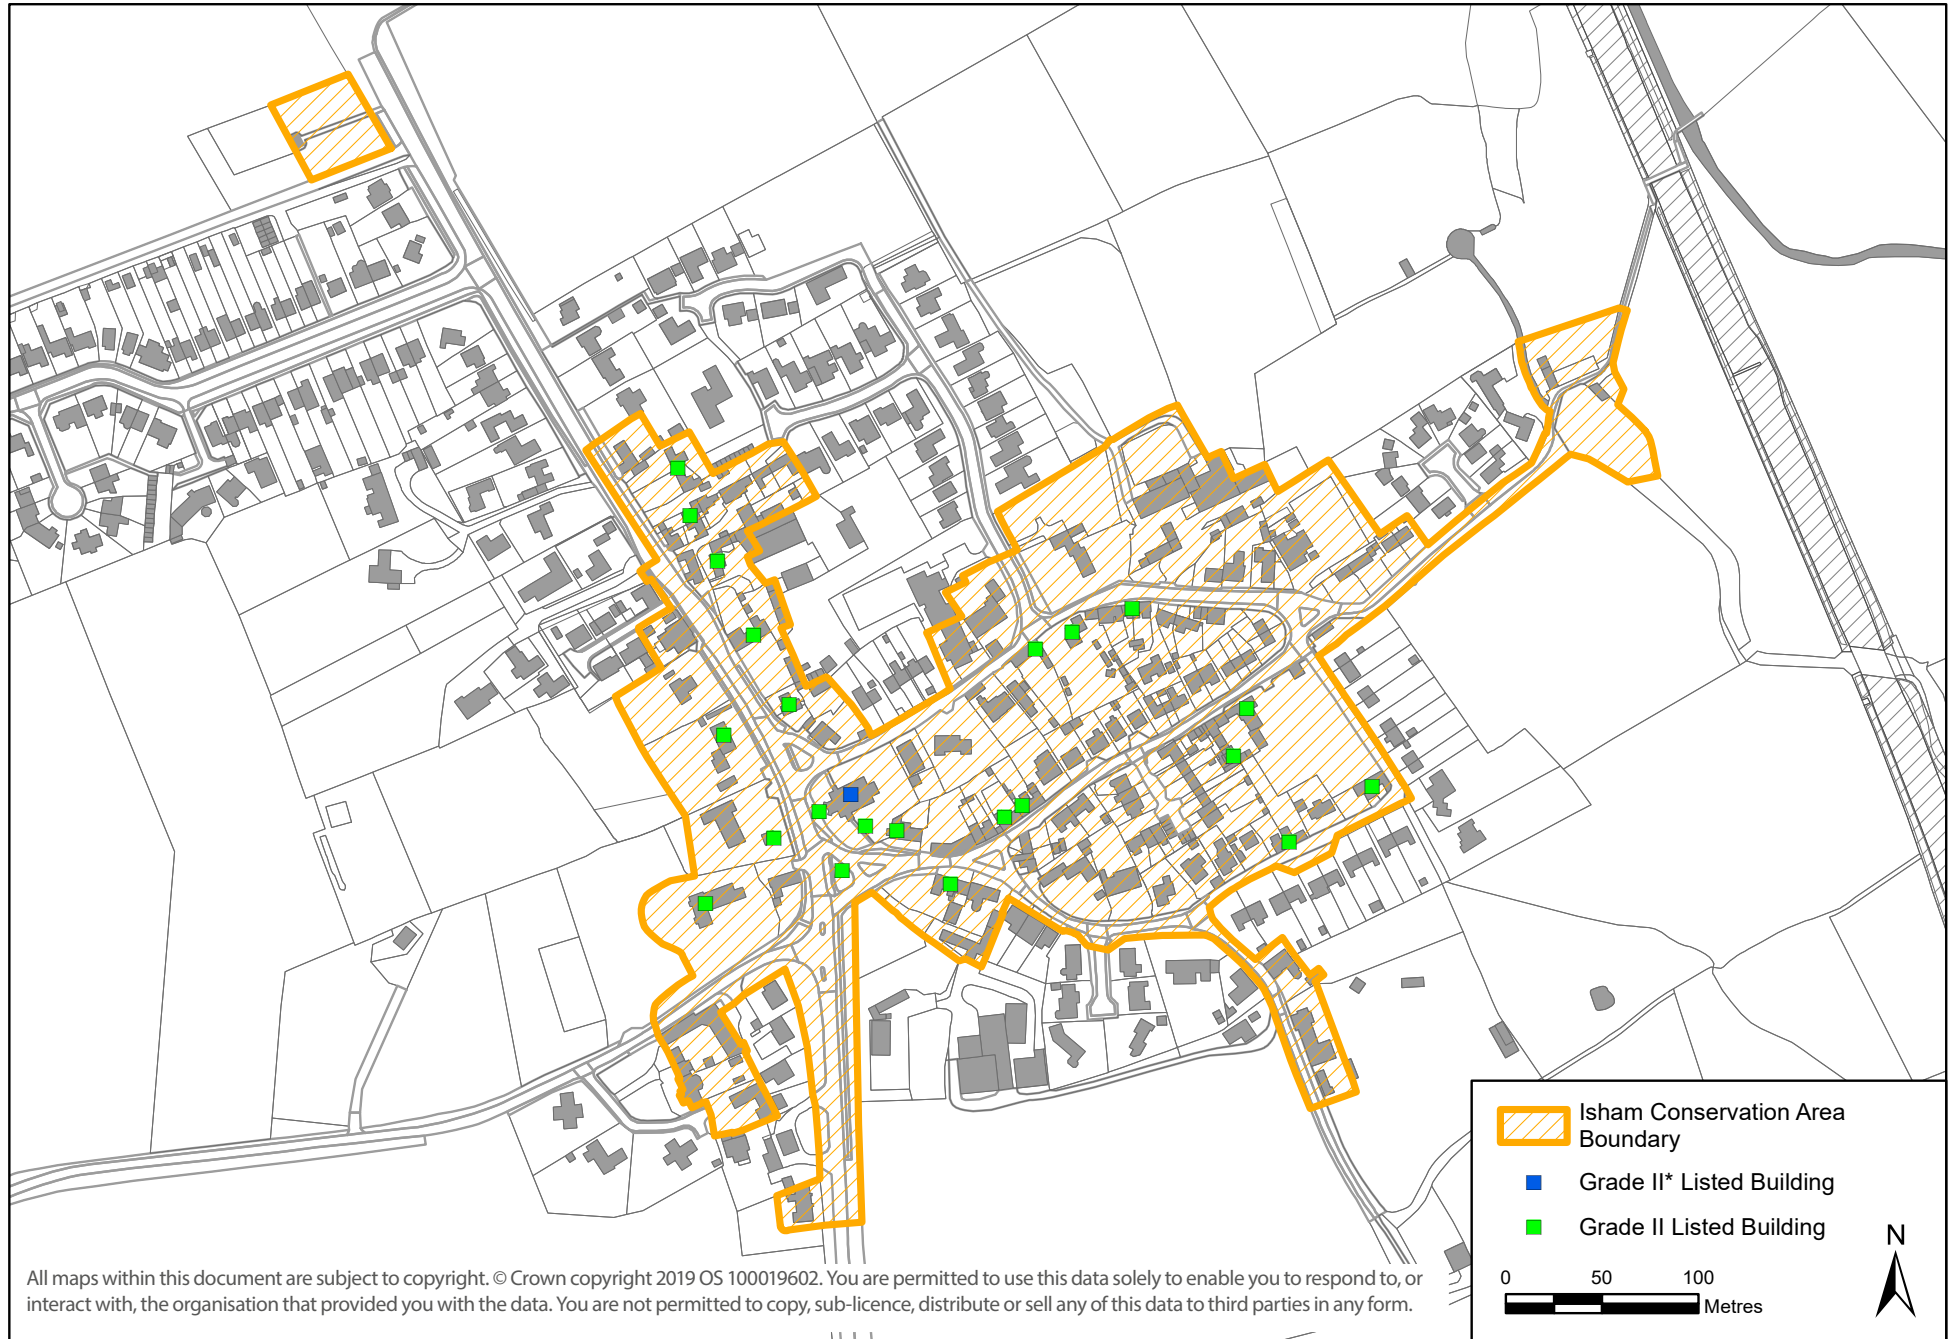 Isham Conservation Area
Boundary
Grade II* Listed Building
Grade II Listed Building
N
0 50 100
Metres
All maps within this document are subject to copyright. © Crown copyright 2019 OS 100019602. You are permitted to use this data solely to enable you to respond to, or
interact with, the organisation that provided you with the data. You are not permitted to copy, sub-licence, distribute or sell any of this data to third parties in any form.